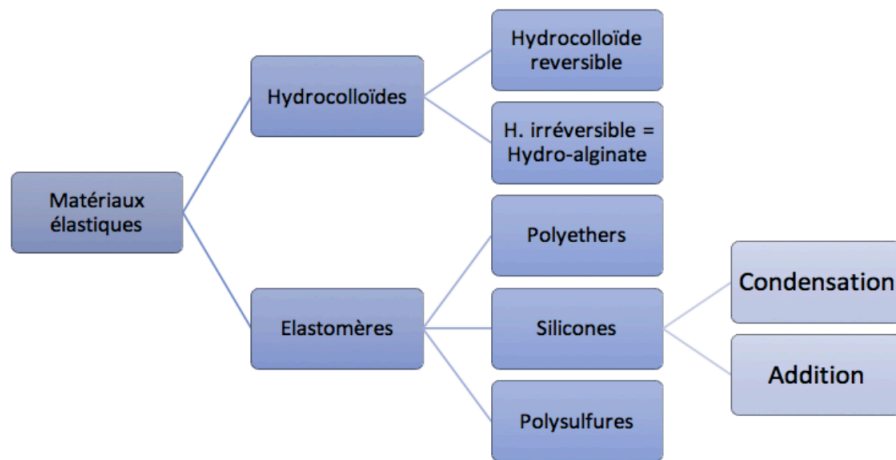 Matériaux
élastiques
Hydrocolloïdes
Hydrocolloïde
reversible
H. irréversible =
Hydro-alginate
Elastomères
Polyethers
Silicones
Condensation
Addition
Polysulfures